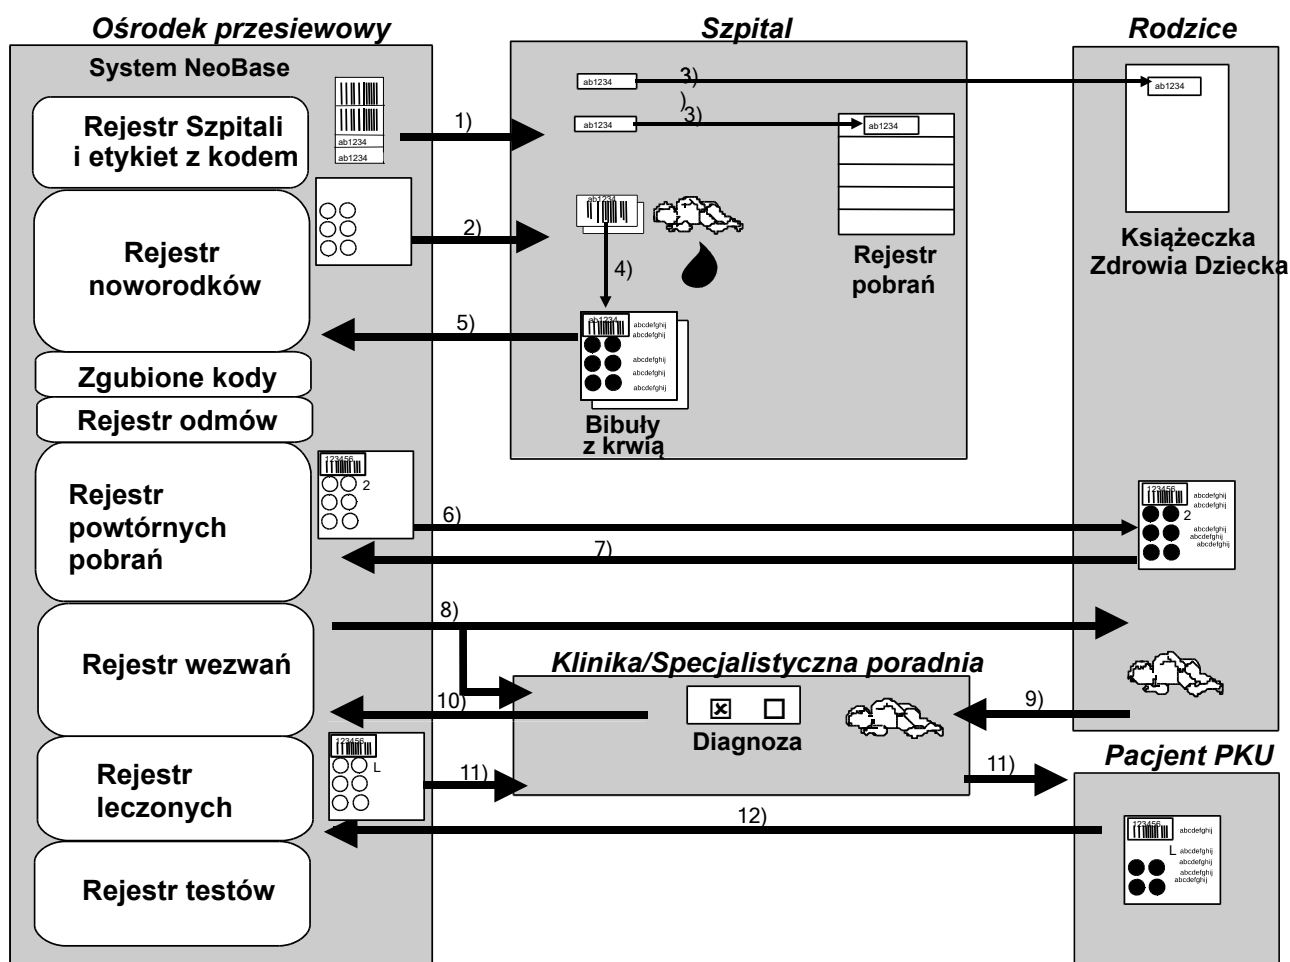 Ośrodek przesiewowy
Szpital
Rodzice
System NeoBase
Rejestr Szpitali
i etykiet z kodem
ab1234
ab1234
1)
ab1234
3)
)
ab1234
3)
ab1234
ab1234
Rejestr
noworodków
2)
ab1234
4)
Rejestr
pobrań
Książeczka
Zdrowia Dziecka
5)
ab1234
abcdefghij
abcdefghij
abcdefghij
abcdefghij
abcdefghij
Bibuły
z krwią
Zgubione kody
Rejestr odmów
Rejestr
powtórnych
pobrań
123456
2
6)
7)
123456
2
abcdefghij
abcdefghij
abcdefghij
abcdefghij
abcdefghij
8)
Rejestr wezwań
Klinika/Specjalistyczna poradnia
10)
9)
Diagnoza
Rejestr
leczonych
123456
L
11)
11)
Pacjent PKU
12)
123456
abcdefghij
L abcdefghij
abcdefghij
abcdefghij
abcdefghij
Rejestr testów